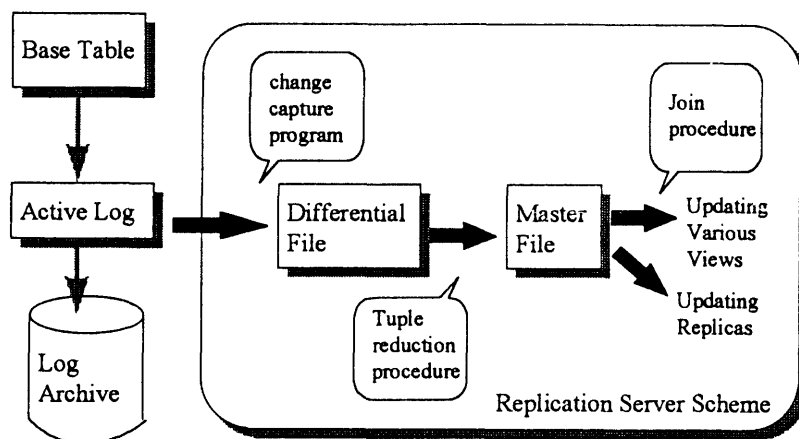 Base Table
Active Log
Log
Archive
change
capture
program
Differential
File
Tuple
reduction
procedure
Master
File
Join
procedure
Updating
Various
Views
Updating
Replicas
Replication Server Scheme